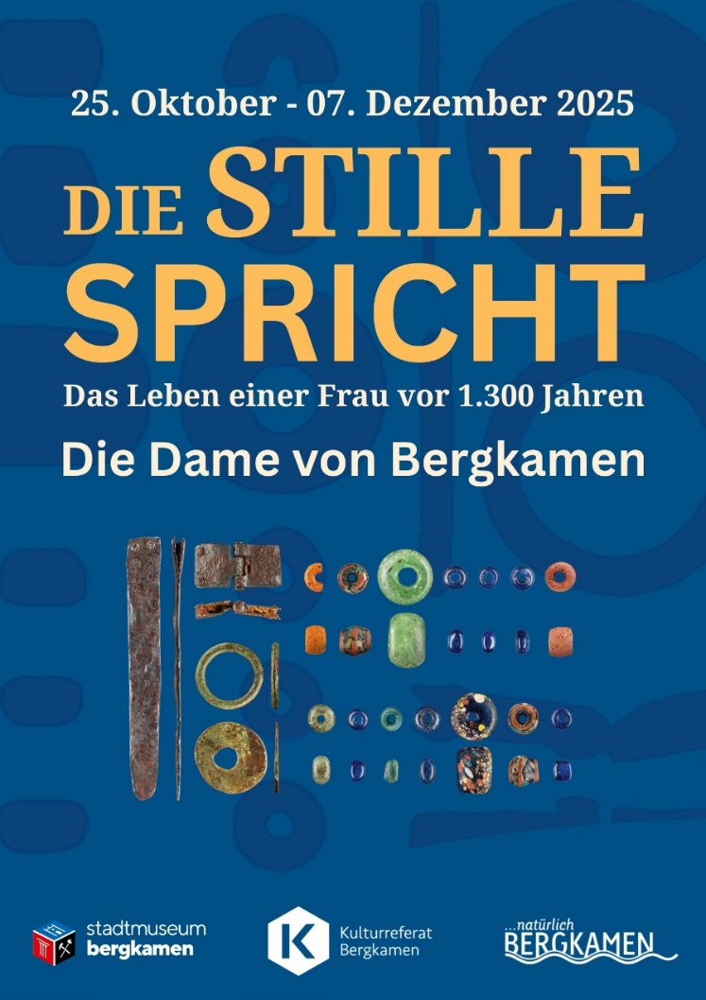 25. Oktober - 07. Dezember 2025
DIE STILLE
SPRICHT
Das Leben einer Frau vor 1.300 Jahren
Die Dame von Bergkamen
stadtmuseum
bergkamen
K
Kulturreferat
Bergkamen
...natürlich
BERGKAMEN